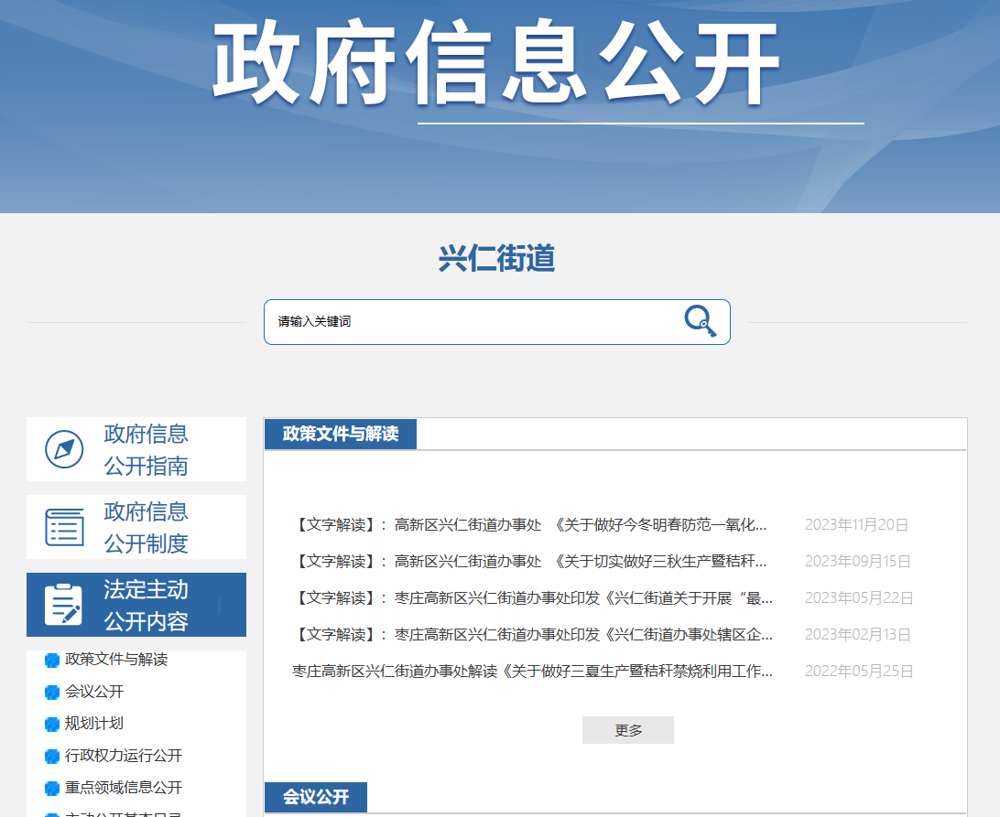 政府信息公开
兴仁街道
请输入关键词
政府信息
公开指南
政府信息
公开制度
法定主动
公开内容
政策文件与解读
会议公开
规划计划
行政权力运行公开
重点领域信息公开
主动公开基本目录
政策文件与解读
【文字解读】：高新区兴仁街道办事处 《关于做好今冬明春防范一氧化... 2023年11月20日
【文字解读】：高新区兴仁街道办事处 《关于切实做好三秋生产暨秸秆... 2023年09月15日
【文字解读】：枣庄高新区兴仁街道办事处印发《兴仁街道关于开展“最... 2023年05月22日
【文字解读】：枣庄高新区兴仁街道办事处印发《兴仁街道办事处辖区企... 2023年02月13日
枣庄高新区兴仁街道办事处解读《关于做好三夏生产暨秸秆禁烧利用工作... 2022年05月25日
更多
会议公开